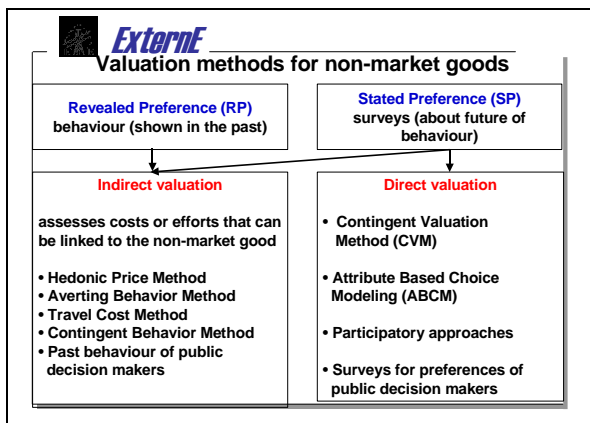 ExternE
Valuation methods for non-market goods
Revealed Preference (RP)
behaviour (shown in the past)
Stated Preference (SP)
surveys (about future of
behaviour)
Indirect valuation
assesses costs or efforts that can
be linked to the non-market good
• Hedonic Price Method
• Averting Behavior Method
• Travel Cost Method
• Contingent Behavior Method
• Past behaviour of public
decision makers
Direct valuation
• Contingent Valuation
Method (CVM)
• Attribute Based Choice
Modeling (ABCM)
• Participatory approaches
• Surveys for preferences of
public decision makers